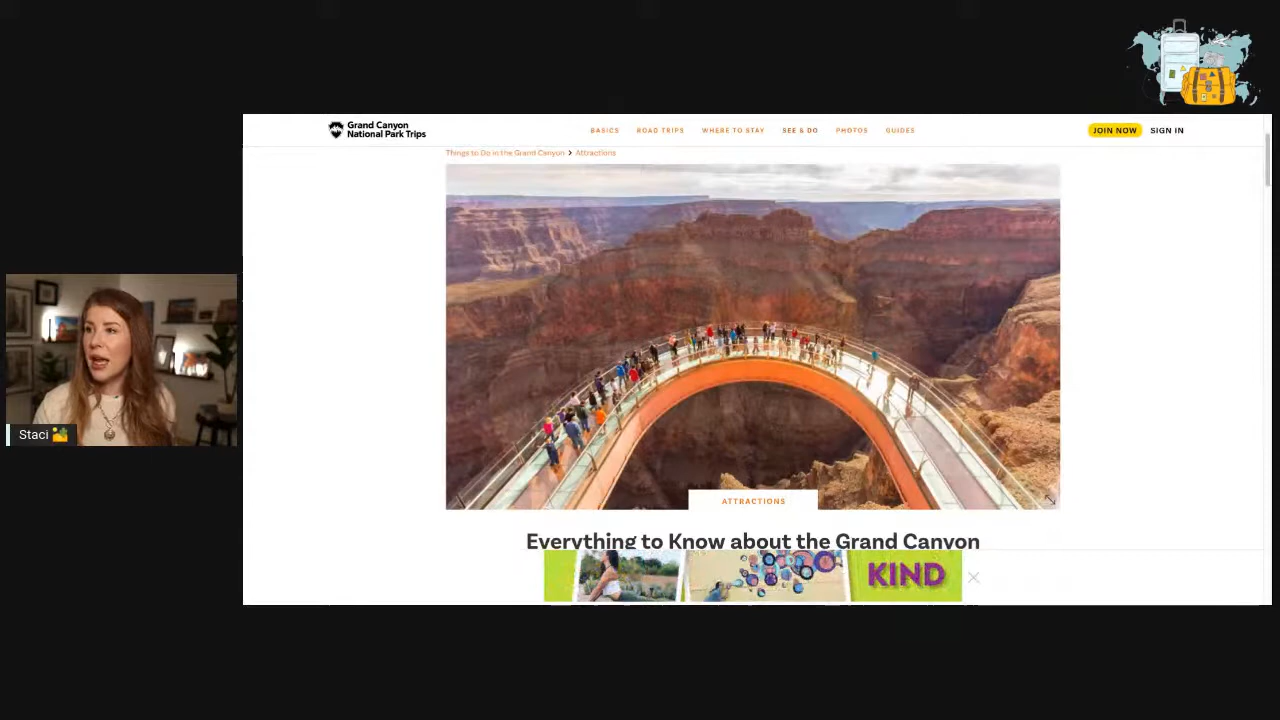 Grand Canyon
National Park Trips
BASICS
ROAD TRIPS
WHERE TO STAY
SEE & DO
PHOTOS
GUIDES
JOIN NOW
SIGN IN
Things to Do in the Grand Canyon > Attractions
Staci
ATTRACTIONS
Everything to Know about the Grand Canyon
KIND